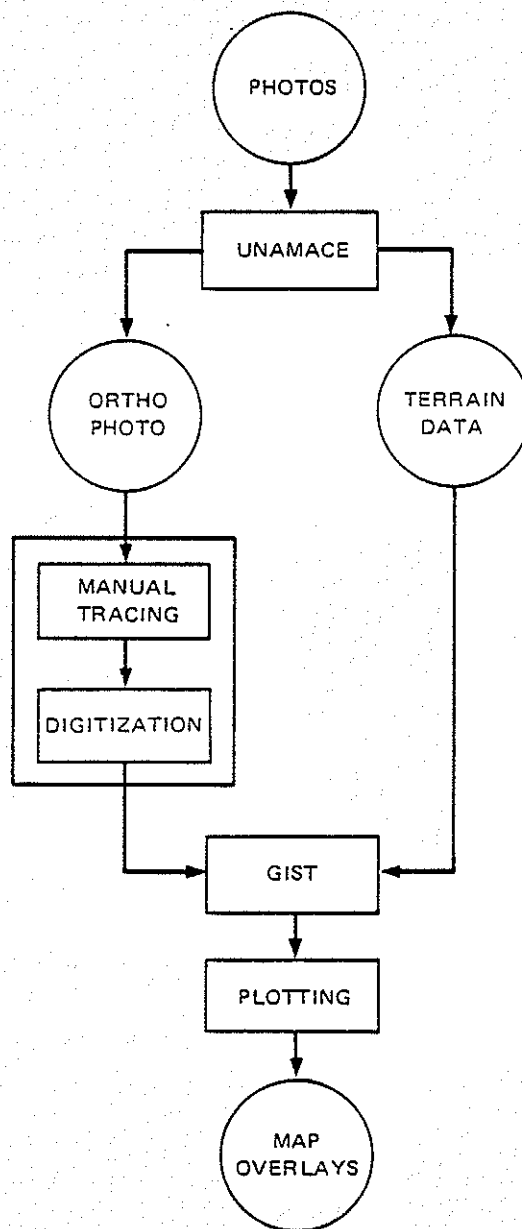 PHOTOS
UNAMACE
ORTHO
PHOTO
TERRAIN
DATA
MANUAL
TRACING
DIGITIZATION
GIST
PLOTTING
MAP
OVERLAYS